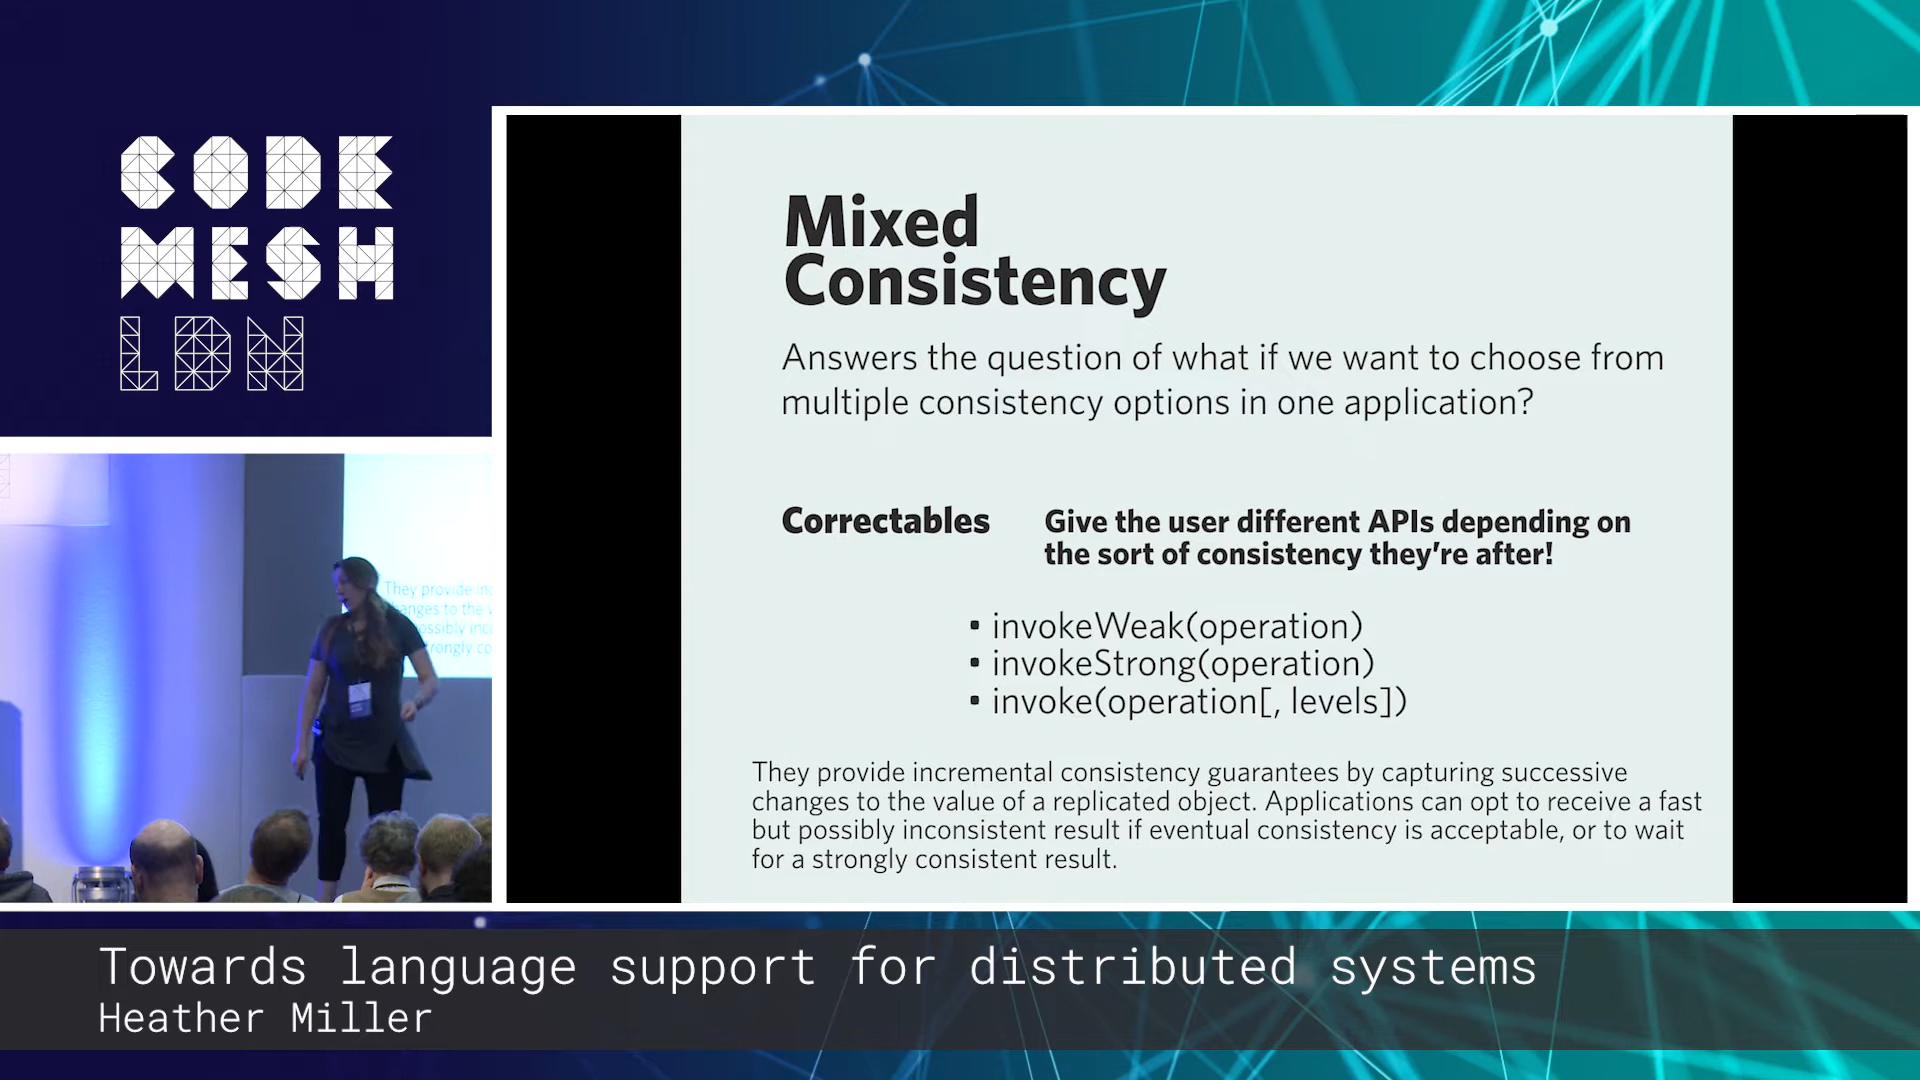 CODE
MESH
LDN
Mixed
Consistency
Answers the question of what if we want to choose from
multiple consistency options in one application?
Correctables
Give the user different APIs depending on
the sort of consistency they're after!
• invokeWeak(operation)
• invokeStrong(operation)
• invoke(operation[, levels])
They provide incremental consistency guarantees by capturing successive
changes to the value of a replicated object. Applications can opt to receive a fast
but possibly inconsistent result if eventual consistency is acceptable, or to wait
for a strongly consistent result.
They provide
to the
Towards language support for distributed systems
Heather Miller